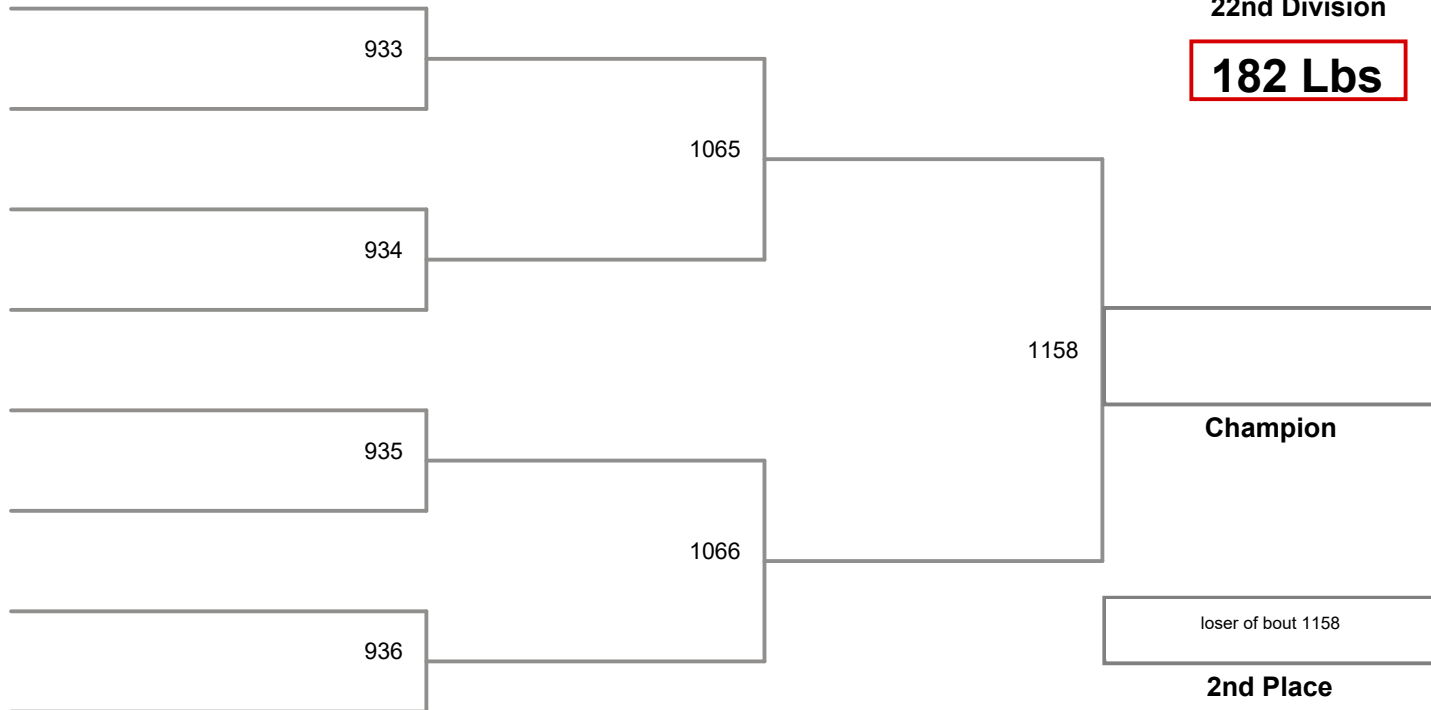 22nd Division
182 Lbs
933
1065
934
1158
Champion
935
1066
loser of bout 1158
936
2nd Place